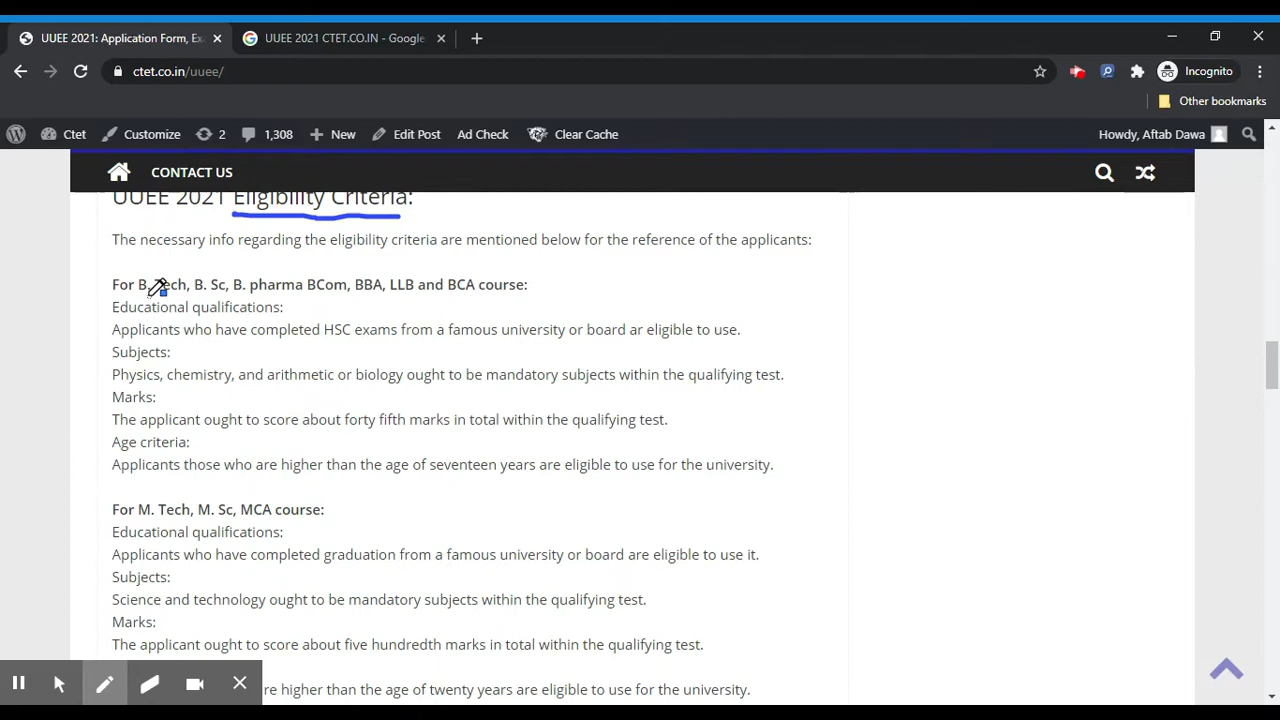 UUEE 2021: Application Form, Ex
UUEE 2021 CTET.CO.IN - Google
ctet.co.in/uuee/
Incognito
Other bookmarks
Ctet Customize 2 1,308 New Edit Post Ad Check Clear Cache Howdy, Aftab Dawa
CONTACT US
UUEE 2021 Eligibility Criteria:
The necessary info regarding the eligibility criteria are mentioned below for the reference of the applicants:
For B. Tech, B. Sc, B. pharma BCom, BBA, LLB and BCA course:
Educational qualifications:
Applicants who have completed HSC exams from a famous university or board ar eligible to use.
Subjects:
Physics, chemistry, and arithmetic or biology ought to be mandatory subjects within the qualifying test.
Marks:
The applicant ought to score about forty fifth marks in total within the qualifying test.
Age criteria:
Applicants those who are higher than the age of seventeen years are eligible to use for the university.
For M. Tech, M. Sc, MCA course:
Educational qualifications:
Applicants who have completed graduation from a famous university or board are eligible to use it.
Subjects:
Science and technology ought to be mandatory subjects within the qualifying test.
Marks:
The applicant ought to score about five hundredth marks in total within the qualifying test.
re higher than the age of twenty years are eligible to use for the university.